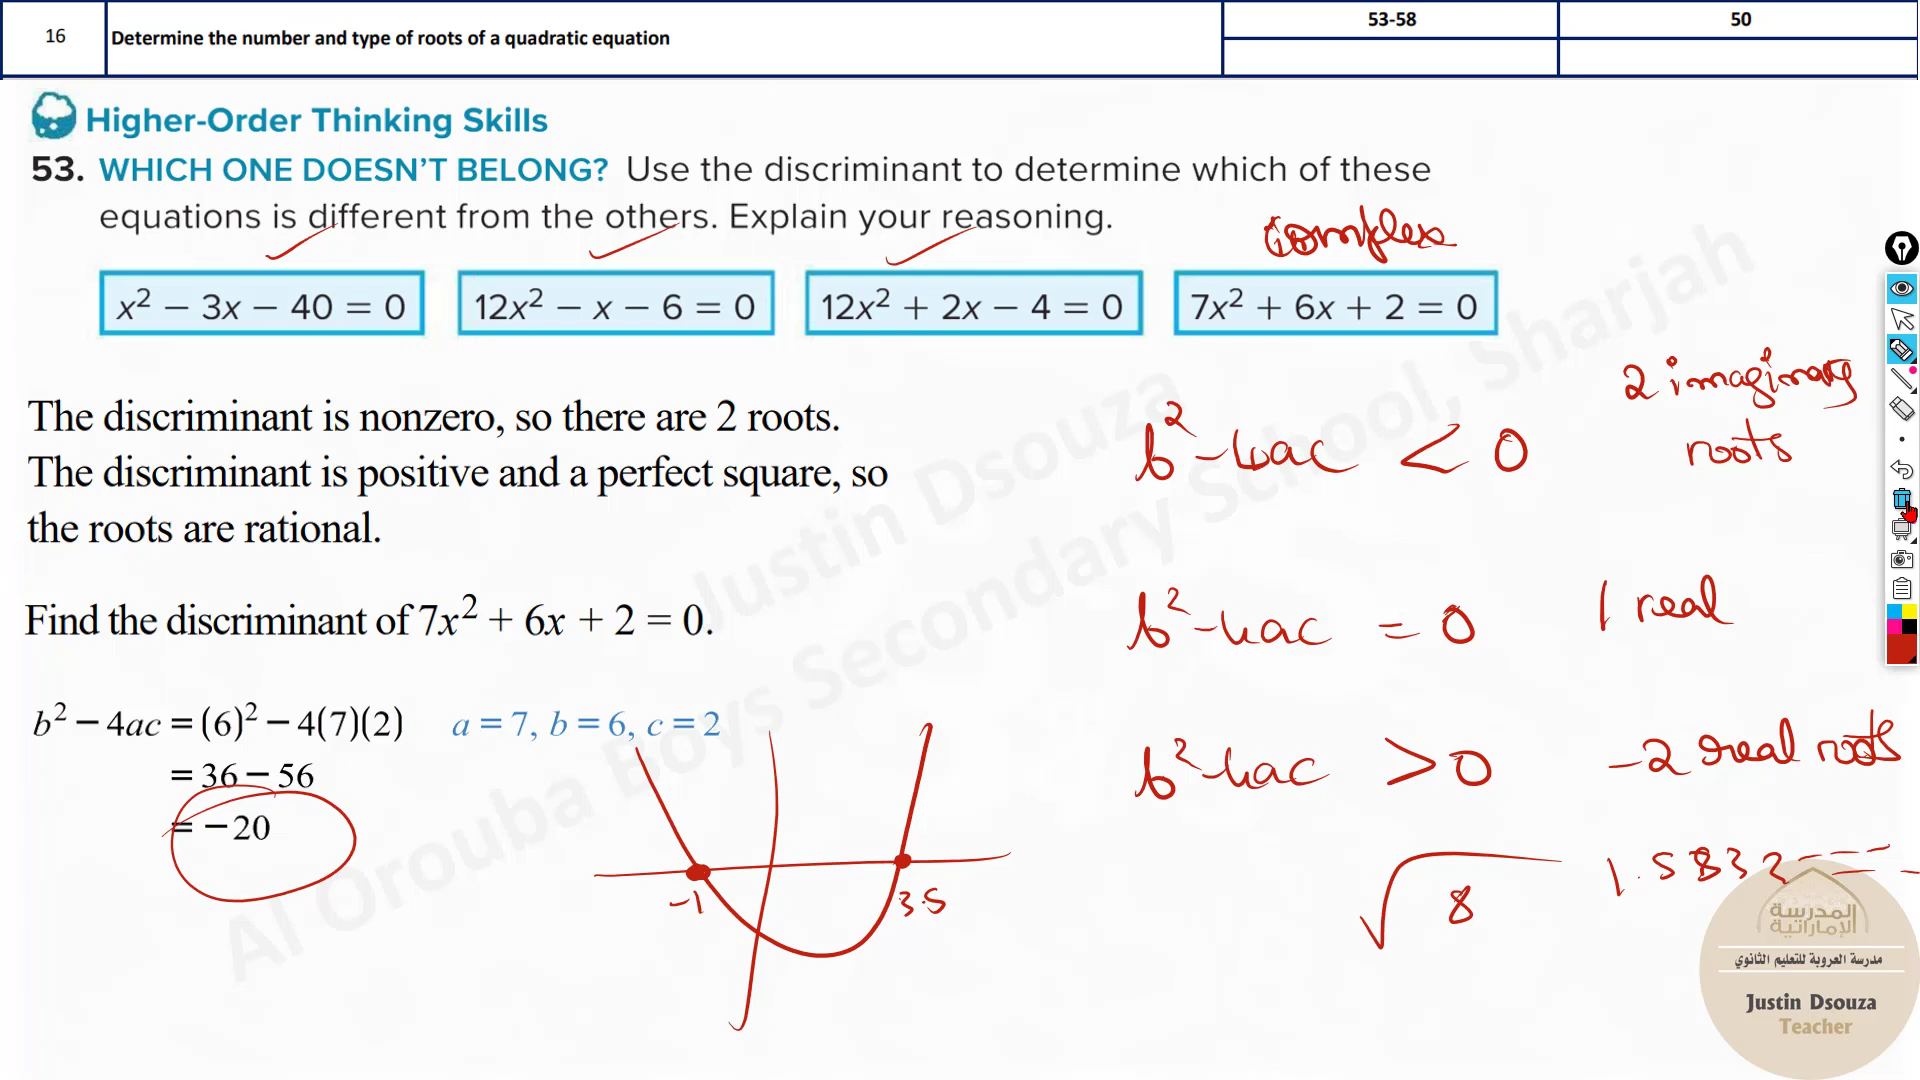 16 Determine the number and type of roots of a quadratic equation 53-58 50
Higher-Order Thinking Skills
53. WHICH ONE DOESN'T BELONG? Use the discriminant to determine which of these
equations is different from the others. Explain your reasoning.
complex
x² − 3x − 40 = 0 12x² − x − 6 = 0 12x² + 2x − 4 = 0 7x² + 6x + 2 = 0
2 imaginary
roots
The discriminant is nonzero, so there are 2 roots.
b² - 4ac < 0
The discriminant is positive and a perfect square, so
the roots are rational.
Find the discriminant of 7x² + 6x + 2 = 0.
b² - 4ac = 0 1 real
b² − 4ac = (6)² − 4(7)(2) a = 7, b = 6, c = 2
= 36 − 56
= −20
b² - 4ac > 0 - 2 real roots
-1 3.5
√8 1.5832
المدرسة
الإماراتية
مدرسة العروبة للتعليم الثانوي
Justin Dsouza
Teacher
Justin Dsouza
Al Orouba Boys Secondary School, Sharjah